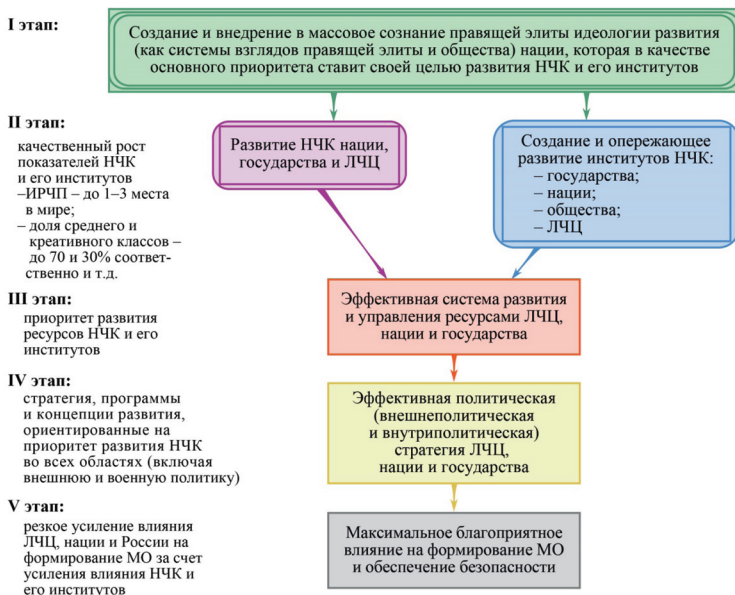 I этап:
Создание и внедрение в массовое сознание правящей элиты идеологии развития
(как системы взглядов правящей элиты и общества) нации, которая в качестве
основного приоритета ставит своей целью развития НЧК и его институтов
II этап:
качественный рост
показателей НЧК
и его институтов
–ИРЧП – до 1–3 места
в мире;
– доля среднего и
креативного классов –
до 70 и 30% соответ-
ственно и т.д.
Развитие НЧК нации,
государства и ЛЧЦ
Создание и опережающее
развитие институтов НЧК:
– государства;
– нации;
– общества;
– ЛЧЦ
III этап:
приоритет развития
ресурсов НЧК и его
институтов
Эффективная система развития
и управления ресурсами ЛЧЦ,
нации и государства
IV этап:
стратегия, программы
и концепции развития,
ориентированные на
приоритет развития НЧК
во всех областях (включая
внешнюю и военную политику)
Эффективная политическая
(внешнеполитическая
и внутриполитическая)
стратегия ЛЧЦ,
нации и государства
V этап:
резкое усиление влияния
ЛЧЦ, нации и России на
формирование МО за счет
усиления влияния НЧК и
его институтов
Максимальное благоприятное
влияние на формирование МО
и обеспечение безопасности